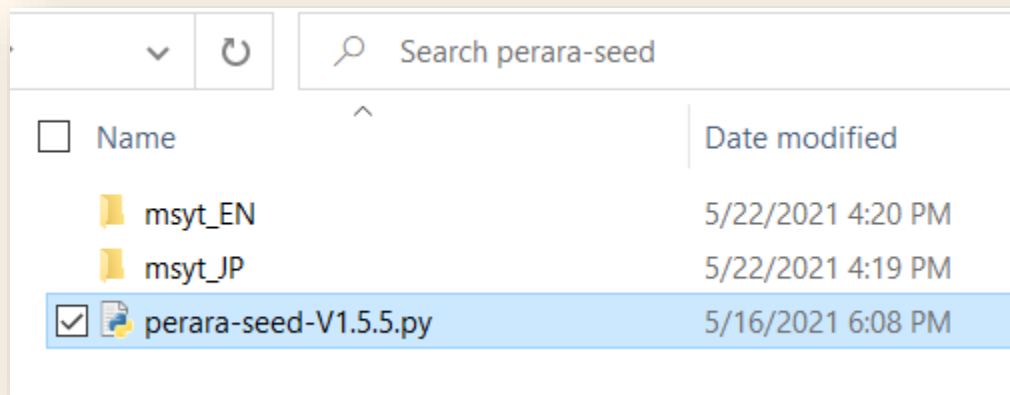 Search perara-seed
Name Date modified
msyt_EN 5/22/2021 4:20 PM
msyt_JP 5/22/2021 4:19 PM
perara-seed-V1.5.5.py 5/16/2021 6:08 PM